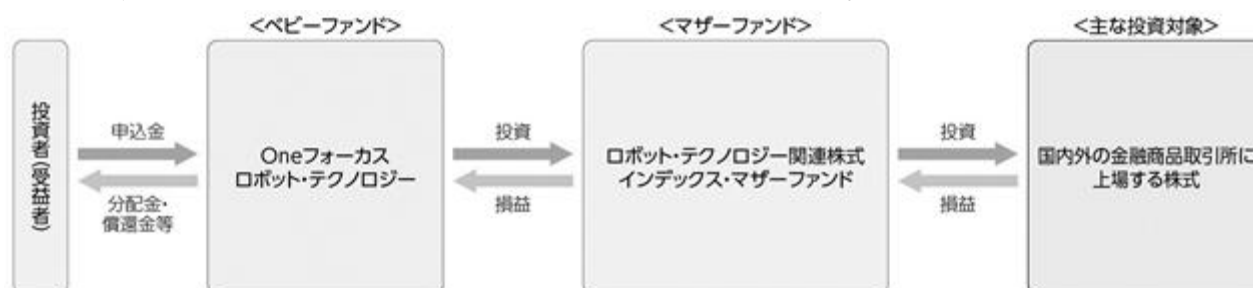 <ベビーファンド>
<マザーファンド>
<主な投資対象>
投資者(受益者)
申込金
分配金・
償還金等
Oneフォーカス
ロボット・テクノロジー
投資
損益
ロボット・テクノロジー関連株式
インデックス・マザーファンド
投資
損益
国内外の金融商品取引所に
上場する株式